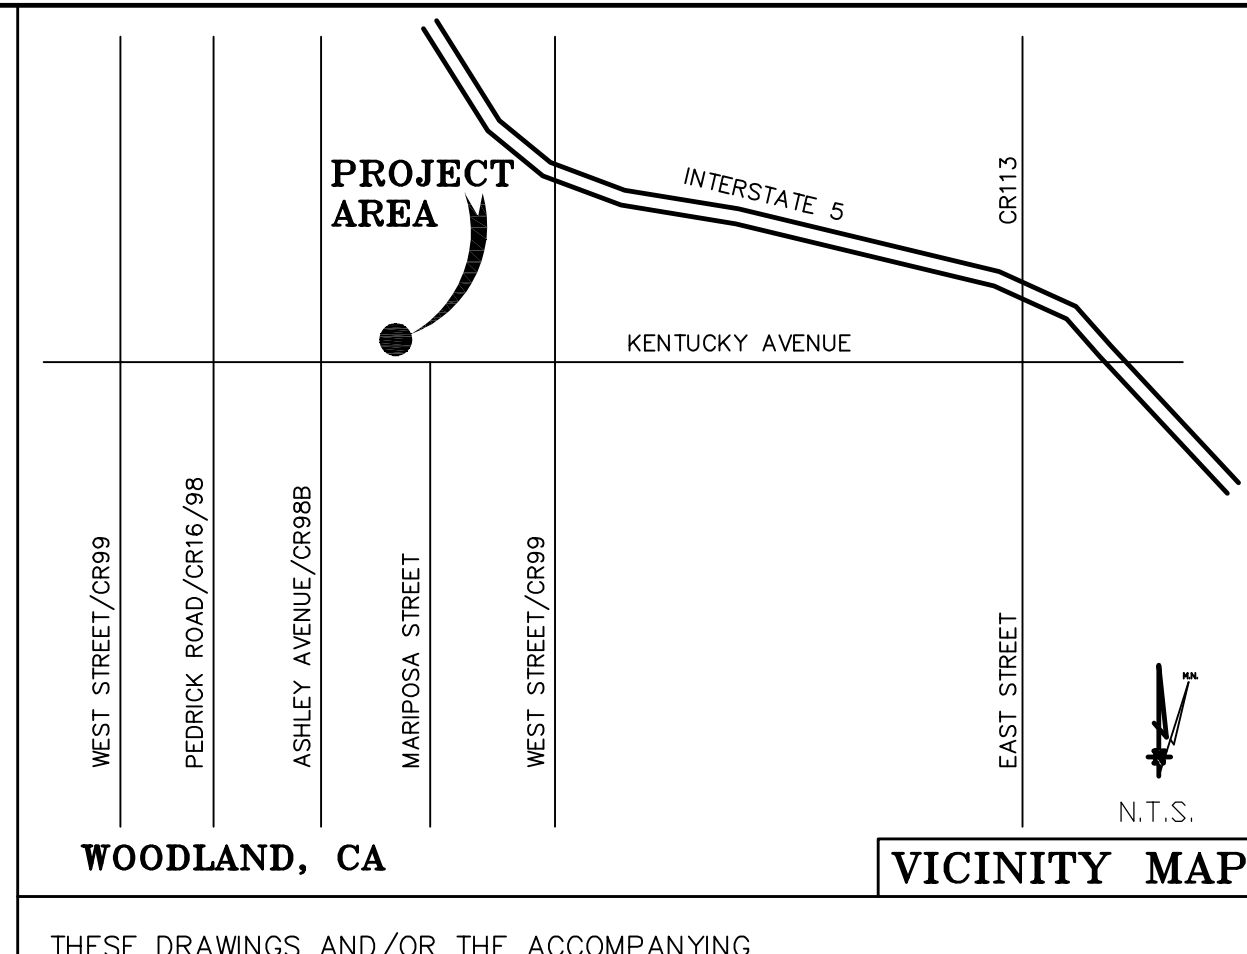 PROJECT
AREA
INTERSTATE 5
CR113
KENTUCKY AVENUE
WEST STREET/CR99
PEDRICK ROAD/CR16/98
ASHLEY AVENUE/CR98B
MARIPOSA STREET
WEST STREET/CR99
EAST STREET
M.N.
N.T.S.
WOODLAND, CA
VICINITY MAP
THESE DRAWINGS AND/OR THE ACCOMPANYING